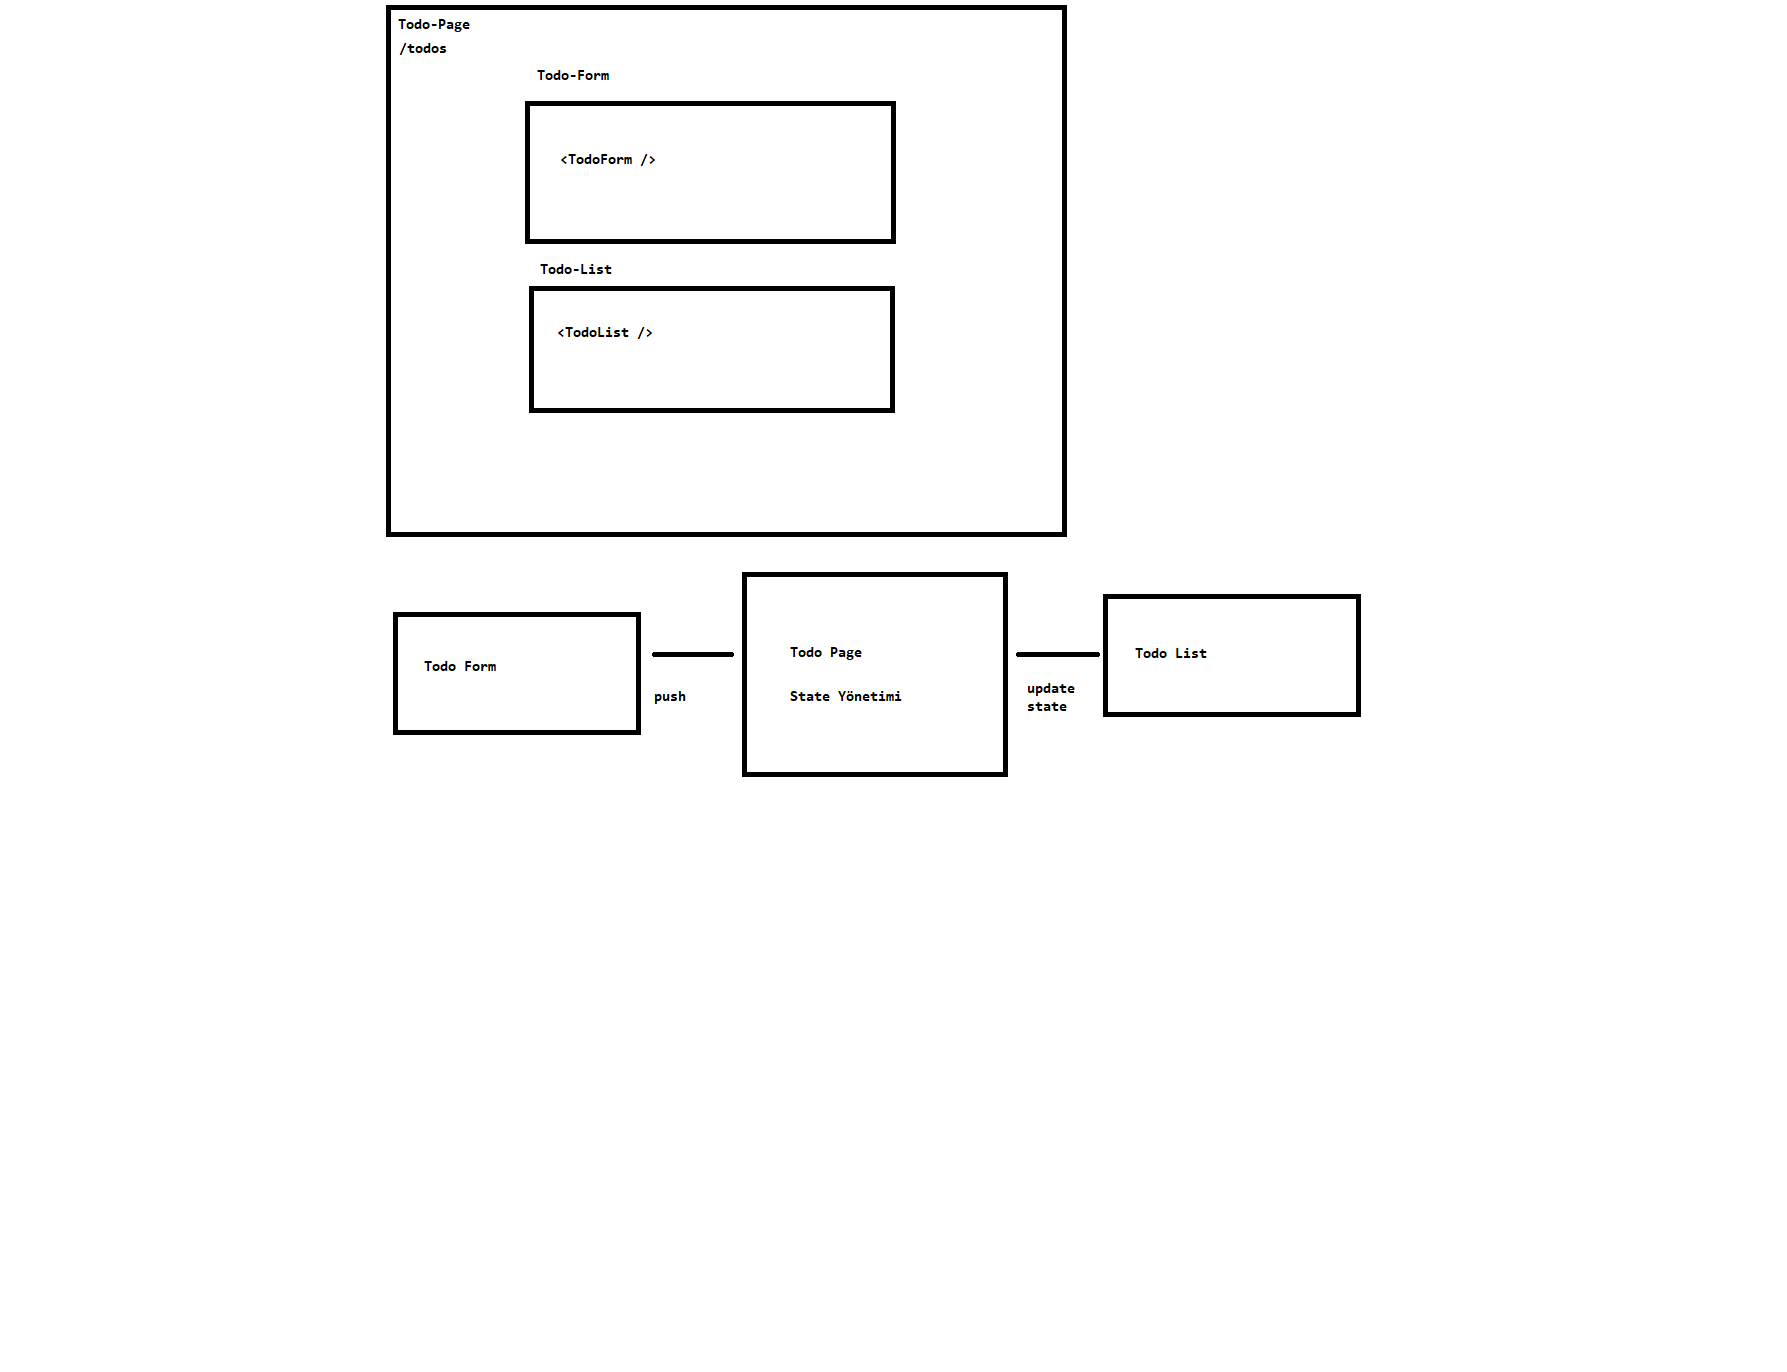 Todo-Page
/todos
Todo-Form
<TodoForm />
Todo-List
<TodoList />
Todo Form
push
Todo Page
State Yönetimi
update
state
Todo List